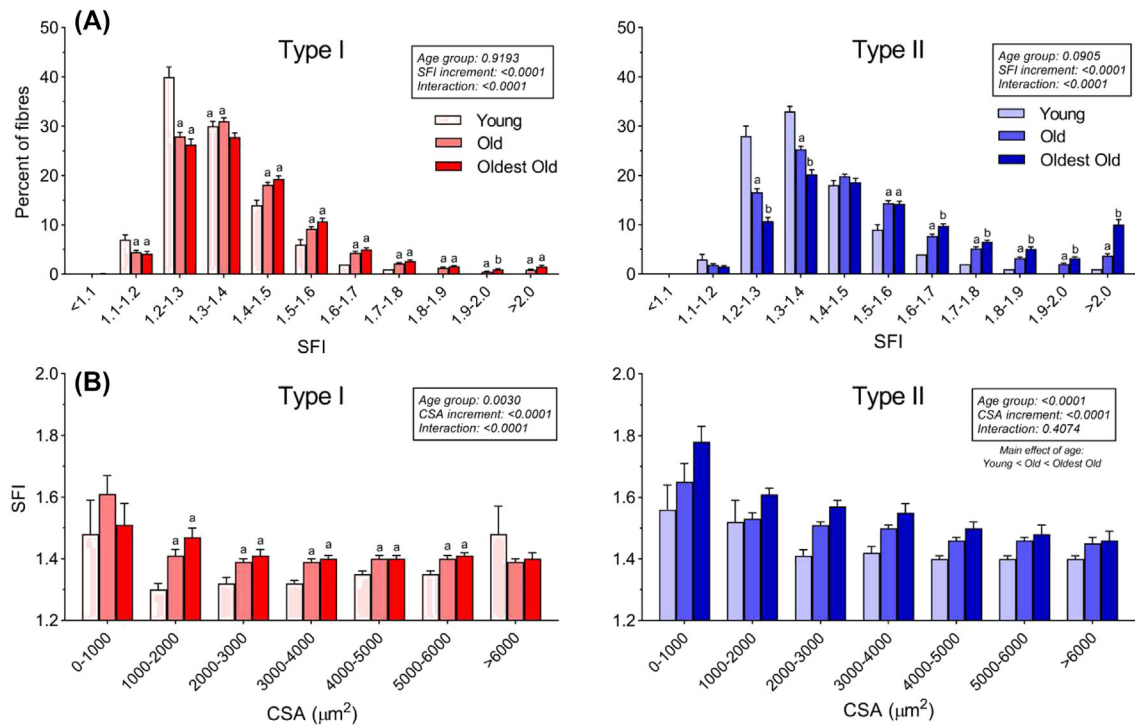 (A)
Type I
Age group: 0.9193
SFI increment: <0.0001
Interaction: <0.0001
Young
Old
Oldest Old
Percent of fibres
50
40
30
20
10
0
a a
a
a a
a a
a a
a a
a a
a a
a b
a a
<1.1
1.1-1.2
1.2-1.3
1.3-1.4
1.4-1.5
1.5-1.6
1.6-1.7
1.7-1.8
1.8-1.9
1.9-2.0
>2.0
SFI
Type II
Age group: 0.0905
SFI increment: <0.0001
Interaction: <0.0001
Young
Old
Oldest Old
50
40
30
20
10
0
a b
a b
a a
a b
a b
a b
a b
a b
<1.1
1.1-1.2
1.2-1.3
1.3-1.4
1.4-1.5
1.5-1.6
1.6-1.7
1.7-1.8
1.8-1.9
1.9-2.0
>2.0
SFI
(B)
Type I
Age group: 0.0030
CSA increment: <0.0001
Interaction: <0.0001
SFI
2.0
1.8
1.6
1.4
1.2
a a
a a
a a
a a
a a
0-1000
1000-2000
2000-3000
3000-4000
4000-5000
5000-6000
>6000
CSA (μm²)
Type II
Age group: <0.0001
CSA increment: <0.0001
Interaction: 0.4074
Main effect of age:
Young < Old < Oldest Old
2.0
1.8
1.6
1.4
1.2
0-1000
1000-2000
2000-3000
3000-4000
4000-5000
5000-6000
>6000
CSA (μm²)